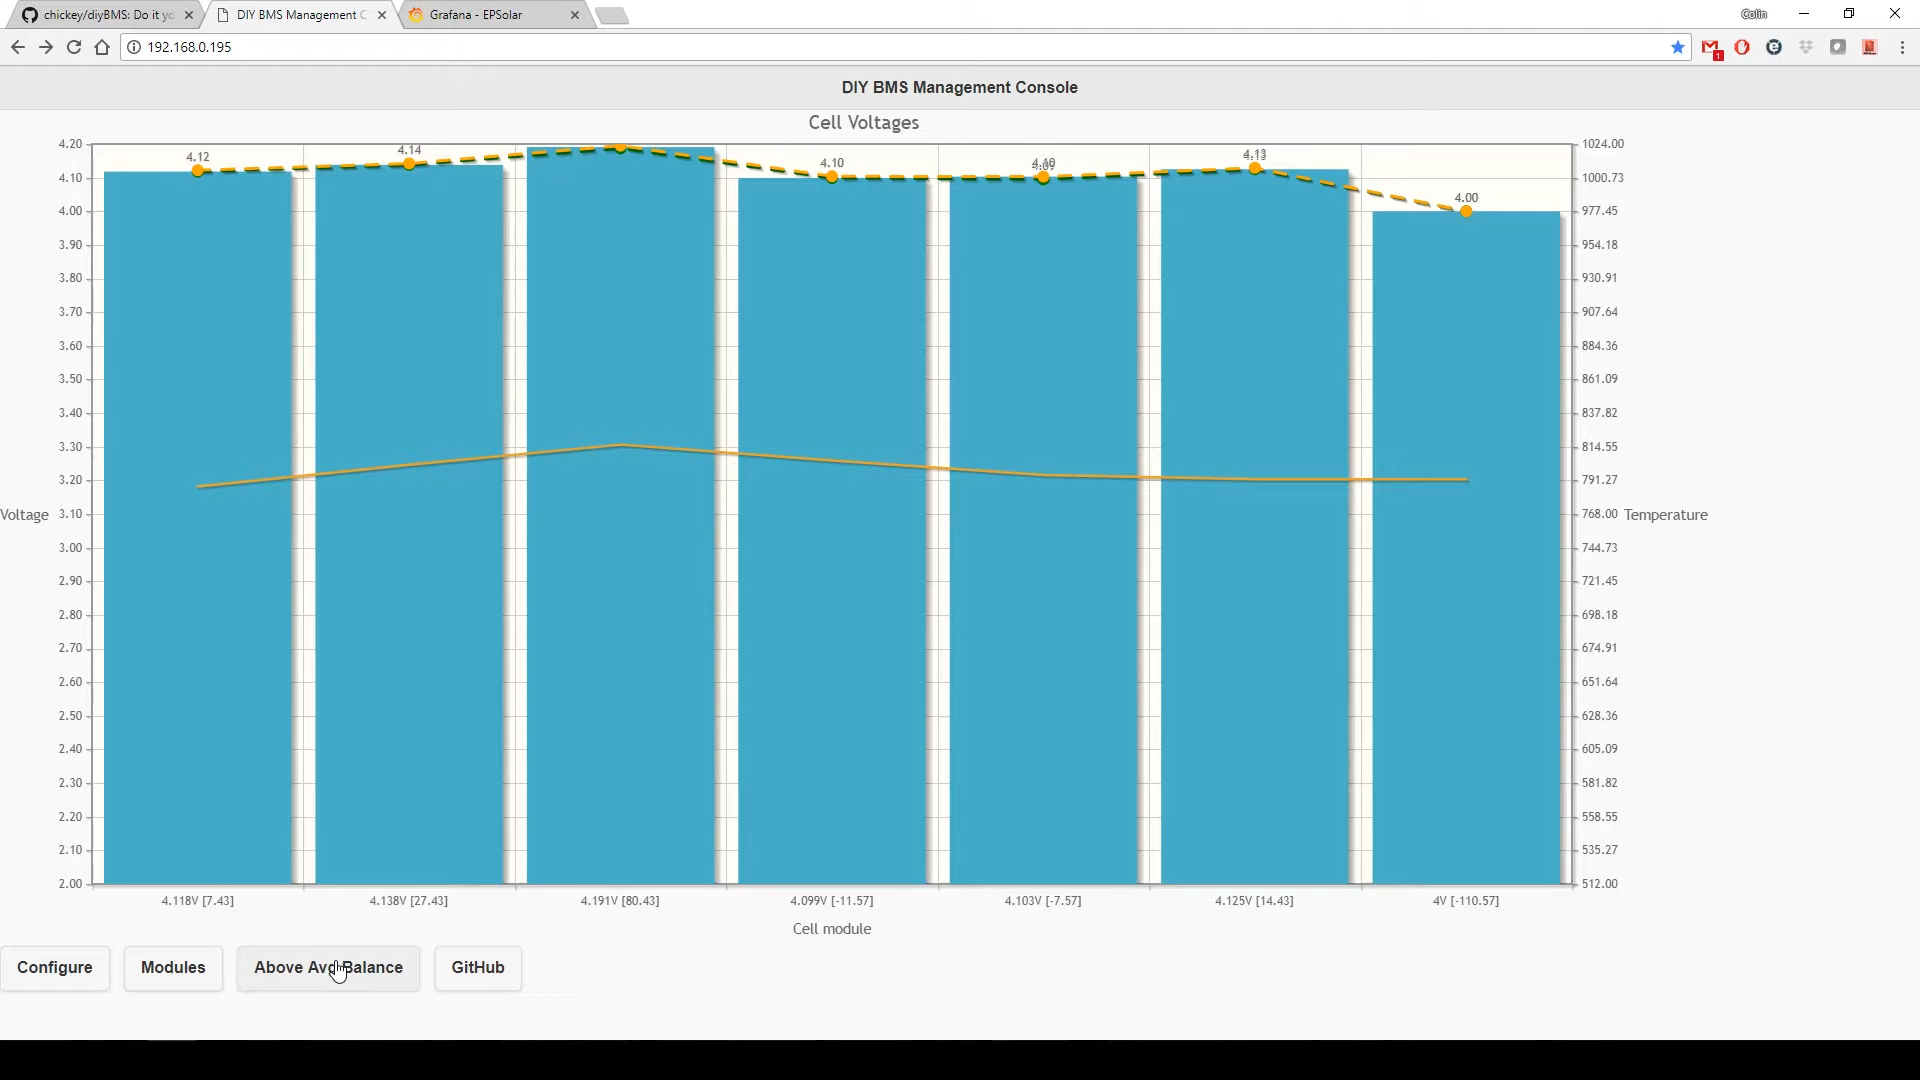 chickey/diyBMS: Do it yo
DIY BMS Management C
Grafana - EPSolar
Colin
192.168.0.195
1
DIY BMS Management Console
Cell Voltages
4.20
4.10
4.00
3.90
3.80
3.70
3.60
3.50
3.40
3.30
3.20
3.10
3.00
2.90
2.80
2.70
2.60
2.50
2.40
2.30
2.20
2.10
2.00
Voltage
4.12
4.14
4.10
4.13
4.00
1024.00
1000.73
977.45
954.18
930.91
907.64
884.36
861.09
837.82
814.55
791.27
768.00
744.73
721.45
698.18
674.91
651.64
628.36
605.09
581.82
558.55
535.27
512.00
Temperature
4.118V [7.43]
4.138V [27.43]
4.191V [80.43]
4.099V [-11.57]
4.103V [-7.57]
4.125V [14.43]
4V [-110.57]
Cell module
Configure
Modules
Above Avg Balance
GitHub